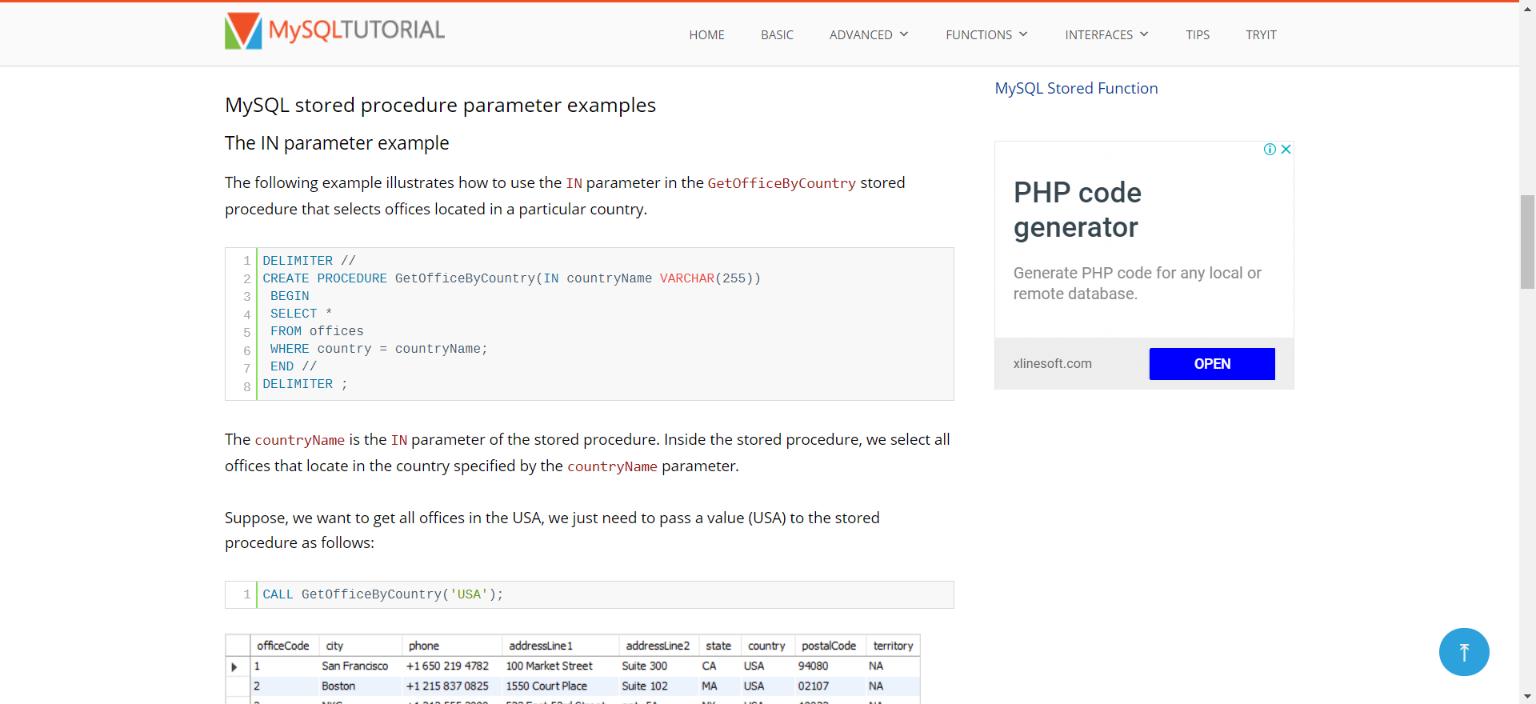 MySQLTUTORIAL
HOME BASIC ADVANCED FUNCTIONS INTERFACES TIPS TRYIT
MySQL stored procedure parameter examples
The IN parameter example
The following example illustrates how to use the IN parameter in the GetOfficeByCountry stored
procedure that selects offices located in a particular country.
1 DELIMITER //
2 CREATE PROCEDURE GetOfficeByCountry(IN countryName VARCHAR(255))
3 BEGIN
4 SELECT *
5 FROM offices
6 WHERE country = countryName;
7 END //
8 DELIMITER ;
The countryName is the IN parameter of the stored procedure. Inside the stored procedure, we select all
offices that locate in the country specified by the countryName parameter.
Suppose, we want to get all offices in the USA, we just need to pass a value (USA) to the stored
procedure as follows:
1 CALL GetOfficeByCountry('USA');
officeCode city phone addressLine1 addressLine2 state country postalCode territory
1 San Francisco +1 650 219 4782 100 Market Street Suite 300 CA USA 94080 NA
2 Boston +1 215 837 0825 1550 Court Place Suite 102 MA USA 02107 NA
MySQL Stored Function
PHP code
generator
Generate PHP code for any local or
remote database.
xlinesoft.com OPEN